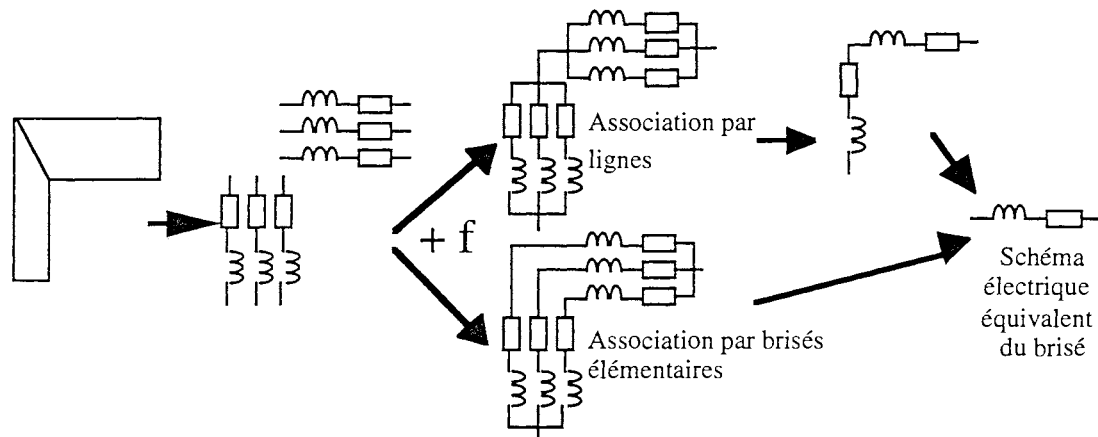 Association par
lignes
+ f
Association par brisés
élémentaires
Schéma
électrique
équivalent
du brisé